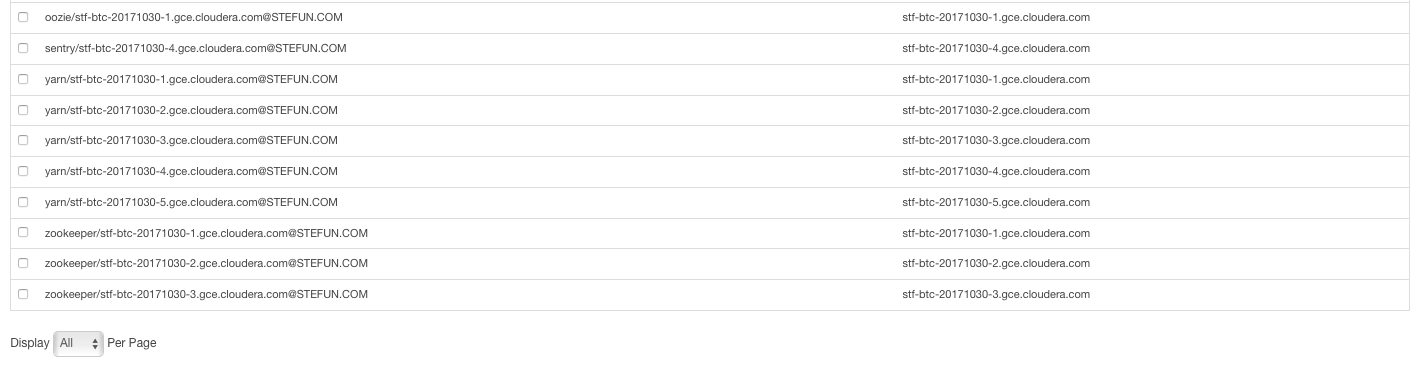 oozie/stf-btc-20171030-1.gce.cloudera.com@STEFUN.COM stf-btc-20171030-1.gce.cloudera.com
sentry/stf-btc-20171030-4.gce.cloudera.com@STEFUN.COM stf-btc-20171030-4.gce.cloudera.com
yarn/stf-btc-20171030-1.gce.cloudera.com@STEFUN.COM stf-btc-20171030-1.gce.cloudera.com
yarn/stf-btc-20171030-2.gce.cloudera.com@STEFUN.COM stf-btc-20171030-2.gce.cloudera.com
yarn/stf-btc-20171030-3.gce.cloudera.com@STEFUN.COM stf-btc-20171030-3.gce.cloudera.com
yarn/stf-btc-20171030-4.gce.cloudera.com@STEFUN.COM stf-btc-20171030-4.gce.cloudera.com
yarn/stf-btc-20171030-5.gce.cloudera.com@STEFUN.COM stf-btc-20171030-5.gce.cloudera.com
zookeeper/stf-btc-20171030-1.gce.cloudera.com@STEFUN.COM stf-btc-20171030-1.gce.cloudera.com
zookeeper/stf-btc-20171030-2.gce.cloudera.com@STEFUN.COM stf-btc-20171030-2.gce.cloudera.com
zookeeper/stf-btc-20171030-3.gce.cloudera.com@STEFUN.COM stf-btc-20171030-3.gce.cloudera.com
Display All Per Page